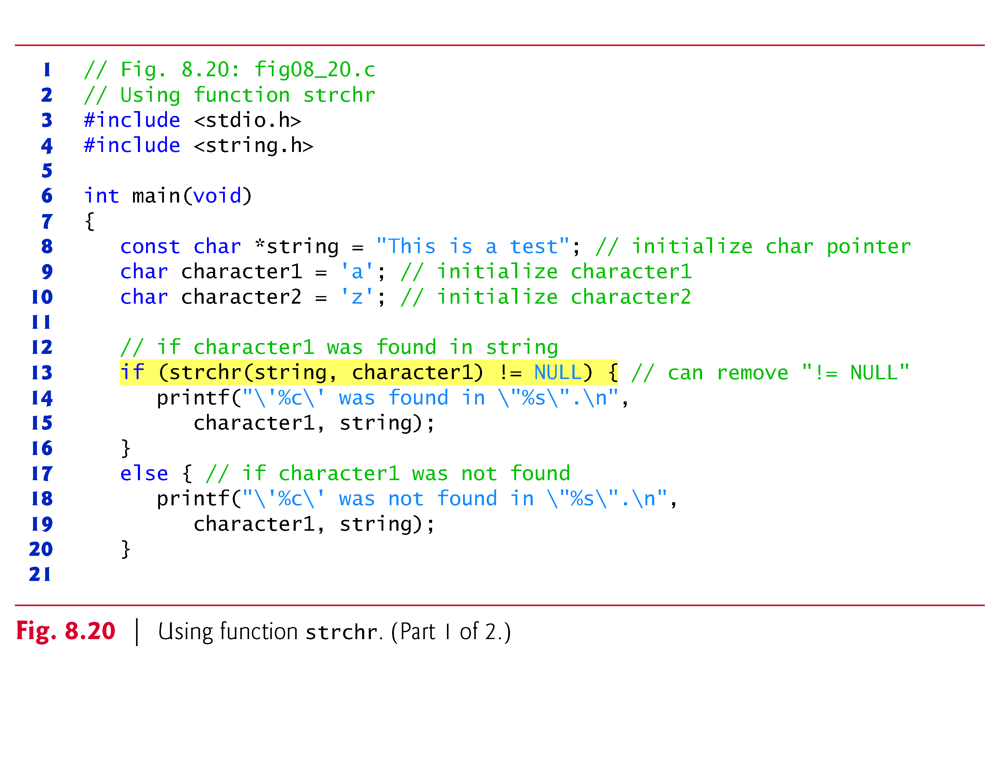 1 // Fig. 8.20: fig08_20.c
2 // Using function strchr
3 #include <stdio.h>
4 #include <string.h>
5
6 int main(void)
7 {
8    const char *string = "This is a test"; // initialize char pointer
9    char character1 = 'a'; // initialize character1
10    char character2 = 'z'; // initialize character2
11
12    // if character1 was found in string
13    if (strchr(string, character1) != NULL) { // can remove "!= NULL"
14       printf("\'%c\' was found in \"%s\".\n",
15          character1, string);
16    }
17    else { // if character1 was not found
18       printf("\'%c\' was not found in \"%s\".\n",
19          character1, string);
20    }
21
Fig. 8.20 | Using function strchr. (Part 1 of 2.)